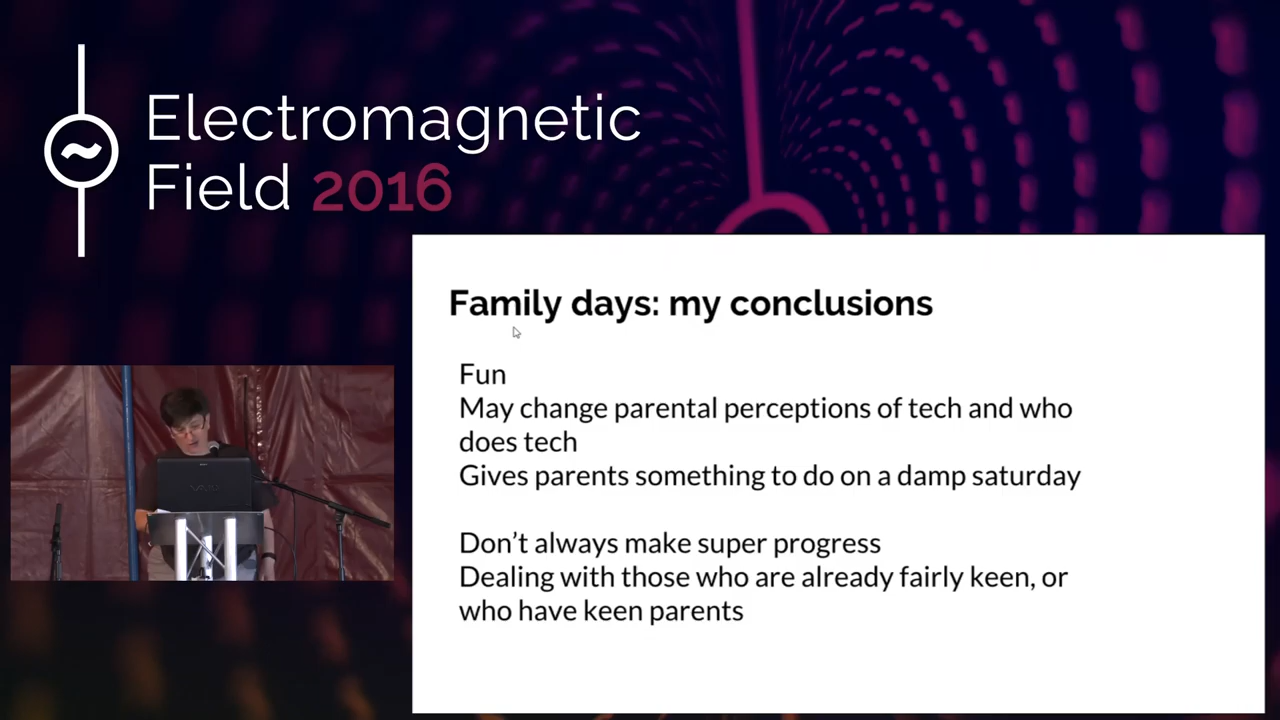 Electromagnetic
Field 2016
Family days: my conclusions
Fun
May change parental perceptions of tech and who
does tech
Gives parents something to do on a damp saturday
Don't always make super progress
Dealing with those who are already fairly keen, or
who have keen parents
VAIO